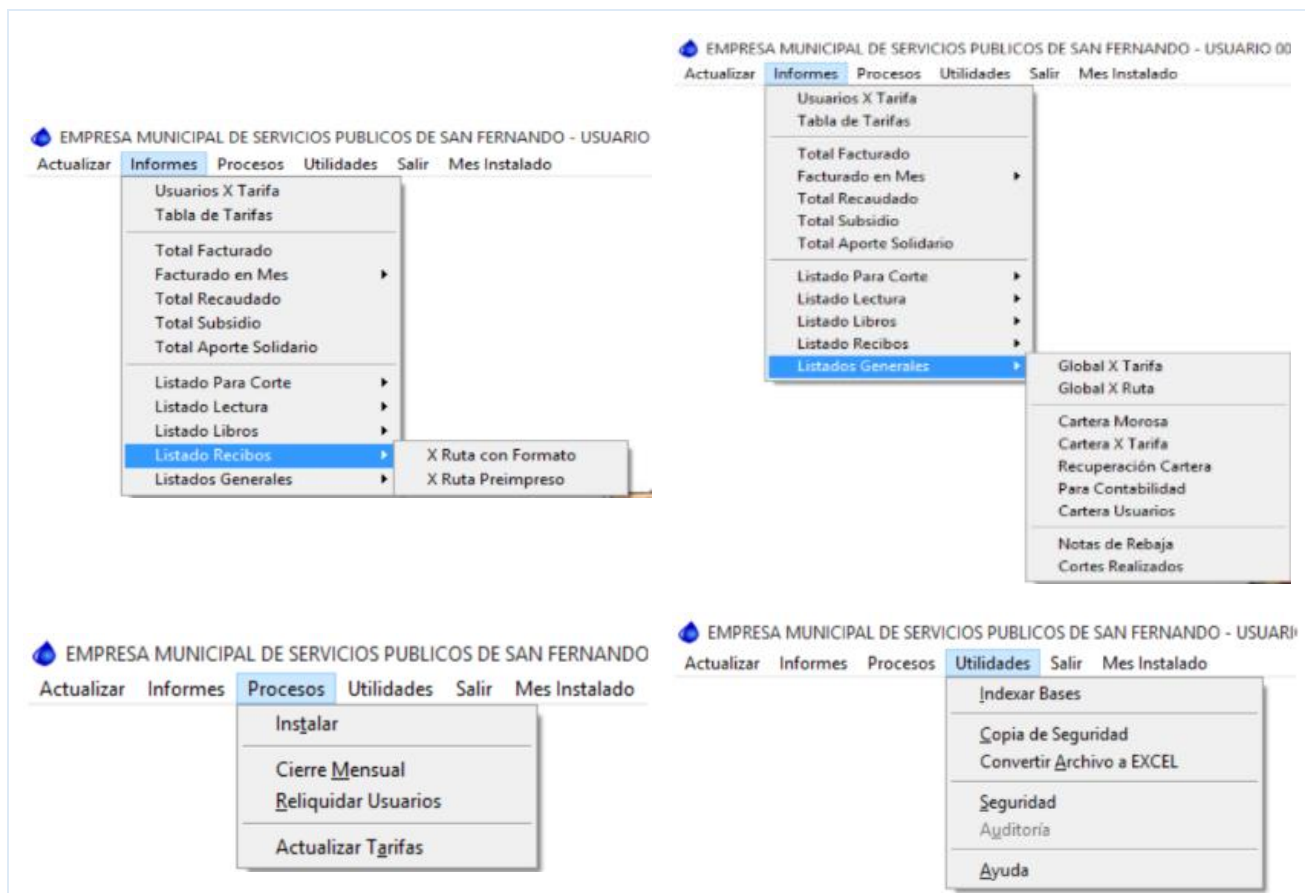 EMPRESA MUNICIPAL DE SERVICIOS PUBLICOS DE SAN FERNANDO - USUARIO
Actualizar Informes Procesos Utilidades Salir Mes Instalado
Usuarios X Tarifa
Tabla de Tarifas
Total Facturado
Facturado en Mes
Total Recaudado
Total Subsidio
Total Aporte Solidario
Listado Para Corte
Listado Lectura
Listado Libros
Listado Recibos
Listados Generales
X Ruta con Formato
X Ruta Preimpreso
EMPRESA MUNICIPAL DE SERVICIOS PUBLICOS DE SAN FERNANDO - USUARIO 00
Actualizar Informes Procesos Utilidades Salir Mes Instalado
Usuarios X Tarifa
Tabla de Tarifas
Total Facturado
Facturado en Mes
Total Recaudado
Total Subsidio
Total Aporte Solidario
Listado Para Corte
Listado Lectura
Listado Libros
Listado Recibos
Listados Generales
Global X Tarifa
Global X Ruta
Cartera Morosa
Cartera X Tarifa
Recuperación Cartera
Para Contabilidad
Cartera Usuarios
Notas de Rebaja
Cortes Realizados
EMPRESA MUNICIPAL DE SERVICIOS PUBLICOS DE SAN FERNANDO
Actualizar Informes Procesos Utilidades Salir Mes Instalado
Instalar
Cierre Mensual
Reliquidar Usuarios
Actualizar Tarifas
EMPRESA MUNICIPAL DE SERVICIOS PUBLICOS DE SAN FERNANDO - USUARI
Actualizar Informes Procesos Utilidades Salir Mes Instalado
Indexar Bases
Copia de Seguridad
Convertir Archivo a EXCEL
Seguridad
Auditoría
Ayuda